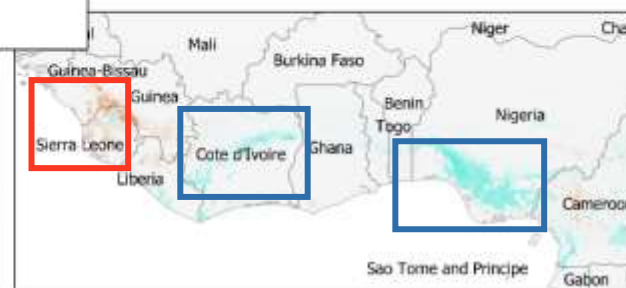 Niger
Mali
Burkina Faso
Guinea-Bissau
Guinea
Benin
Nigeria
Togo
Sierra Leone
Cote d'Ivoire
Ghana
Liberia
Sao Tome and Principe
Gabon